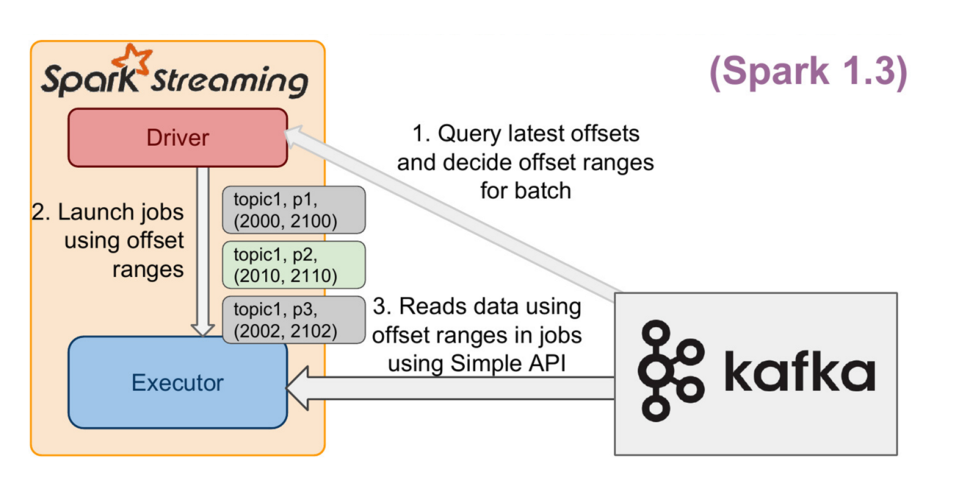 (Spark 1.3)
Spark Streaming
Driver
1. Query latest offsets
and decide offset ranges
for batch
2. Launch jobs
using offset
ranges
topic1, p1,
(2000, 2100)
topic1, p2,
(2010, 2110)
topic1, p3,
(2002, 2102)
3. Reads data using
offset ranges in jobs
using Simple API
Executor
kafka